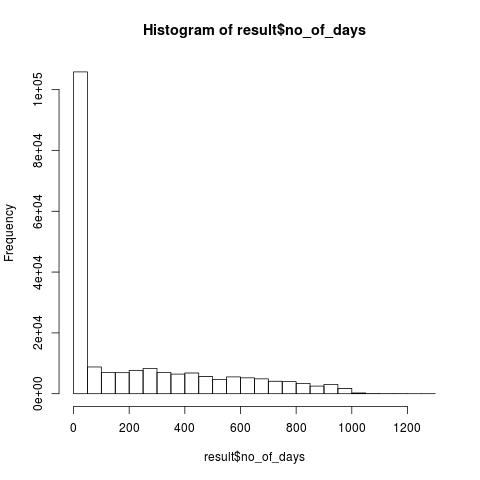 Histogram of result$no_of_days
Frequency
1e+05
8e+04
6e+04
4e+04
2e+04
0e+00
0 200 400 600 800 1000 1200
result$no_of_days